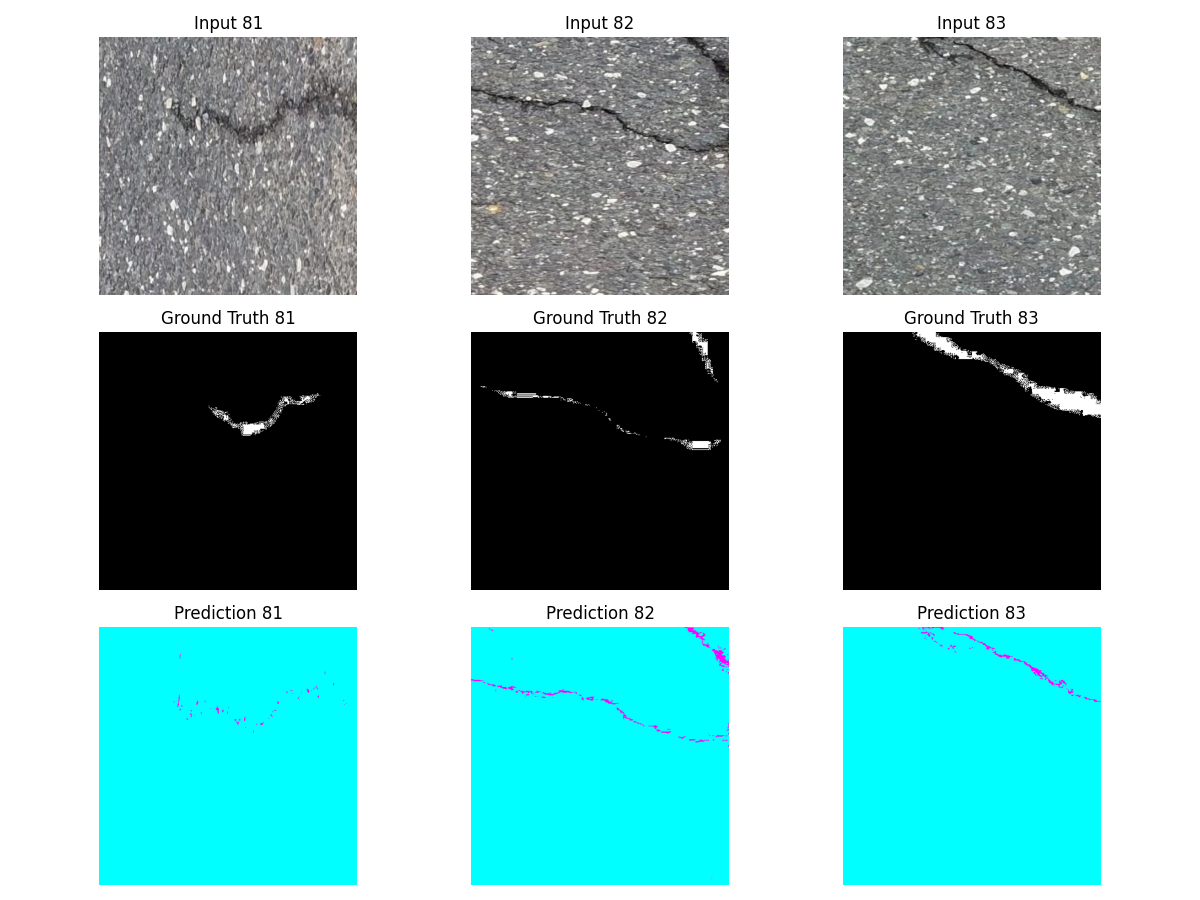 Input 81
Input 82
Input 83
Ground Truth 81
Ground Truth 82
Ground Truth 83
Prediction 81
Prediction 82
Prediction 83